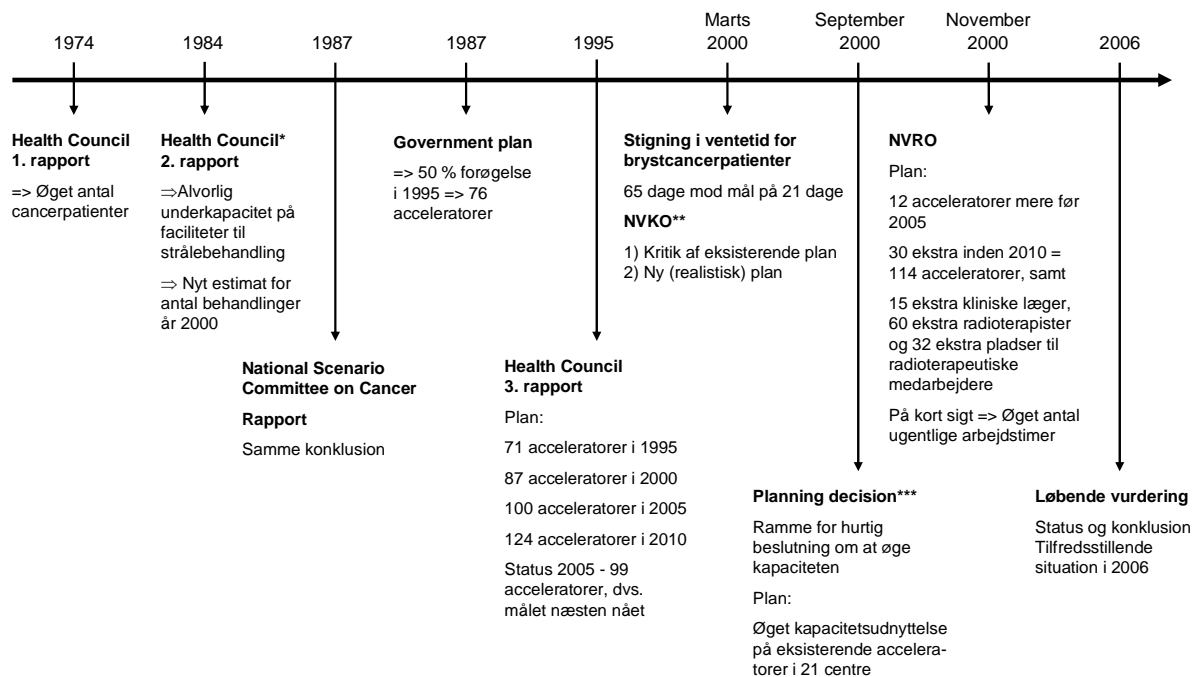 1974
1984
1987
1987
1995
Marts
2000
September
2000
November
2000
2006
Health Council
1. rapport
=> Øget antal
cancerpatienter
Health Council*
2. rapport
⇒Alvorlig
underkapacitet på
faciliteter til
strålebehandling
⇒ Nyt estimat for
antal behandlinger
år 2000
National Scenario
Committee on Cancer
Rapport
Samme konklusion
Government plan
=> 50 % forøgelse
i 1995 => 76
acceleratorer
Health Council
3. rapport
Plan:
71 acceleratorer i 1995
87 acceleratorer i 2000
100 acceleratorer i 2005
124 acceleratorer i 2010
Status 2005 - 99
acceleratorer, dvs.
målet næsten nået
Stigning i ventetid for
brystcancerpatienter
65 dage mod mål på 21 dage
NVKO**
1) Kritik af eksisterende plan
2) Ny (realistisk) plan
Planning decision***
Ramme for hurtig
beslutning om at øge
kapaciteten
Plan:
Øget kapacitetsudnyttelse
på eksisterende accelera-
torer i 21 centre
NVRO
Plan:
12 acceleratorer mere før
2005
30 ekstra inden 2010 =
114 acceleratorer, samt
15 ekstra kliniske læger,
60 ekstra radioterapister
og 32 ekstra pladser til
radioterapeutiske
medarbejdere
På kort sigt => Øget antal
ugentlige arbejdstimer
Løbende vurdering
Status og konklusion
Tilfredsstillende
situation i 2006